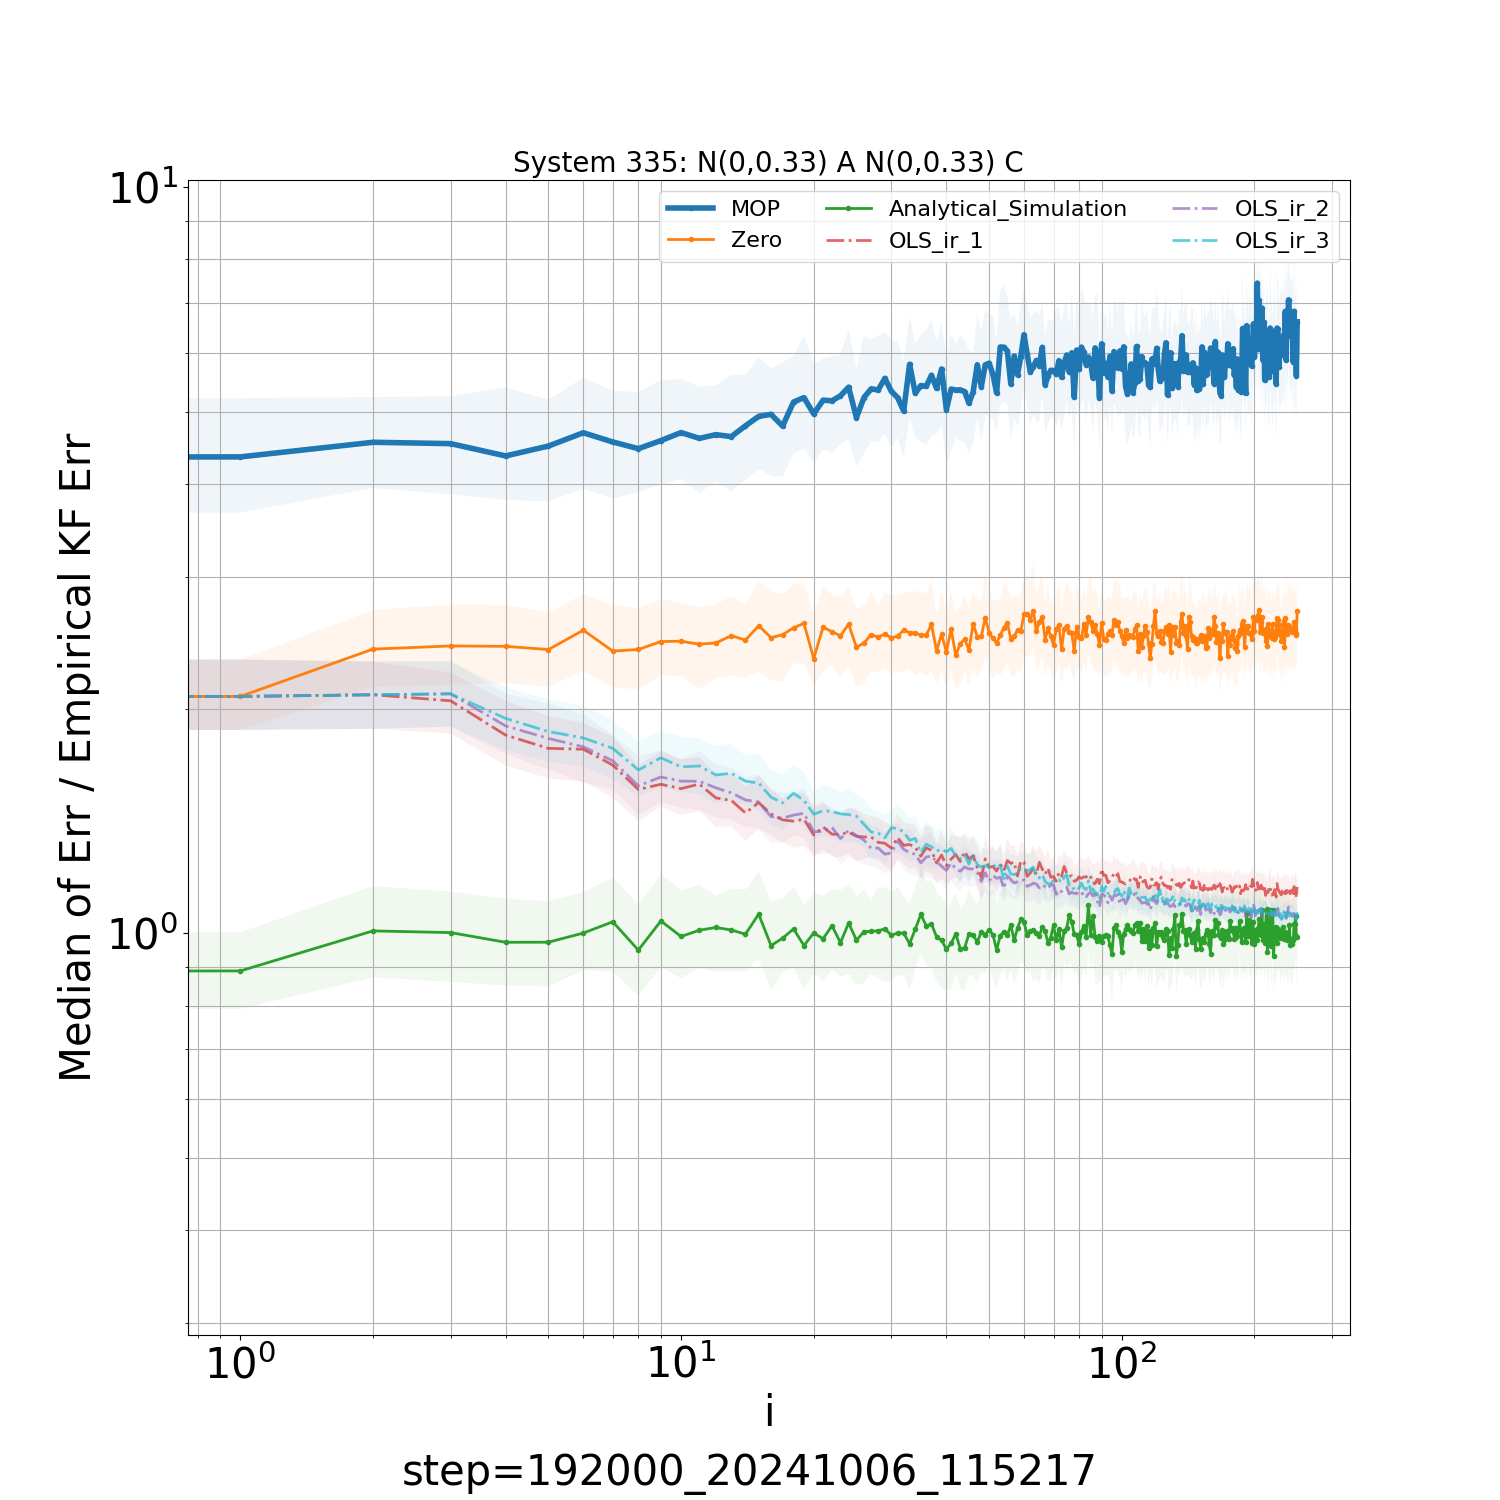 System 335: N(0,0.33) A N(0,0.33) C
10¹
MOP
Zero
Analytical_Simulation
OLS_ir_1
OLS_ir_2
OLS_ir_3
Median of Err / Empirical KF Err
10⁰
10⁰
10¹
10²
i
step=192000_20241006_115217